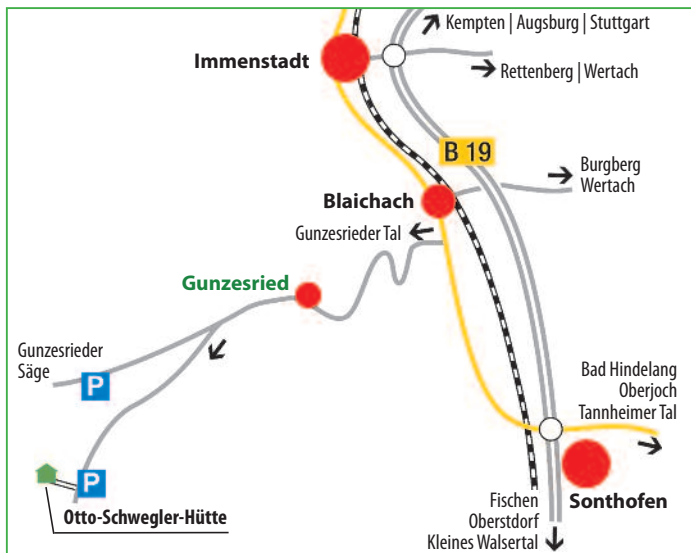 Kempten | Augsburg | Stuttgart
Immenstadt
Rettenberg | Wertach
B 19
Burgberg
Wertach
Blaichach
Gunzesrieder Tal
Gunzesried
Gunzesrieder
Säge
P
Bad Hindelang
Oberjoch
Tannheimer Tal
P
Otto-Schwegler-Hütte
Sonthofen
Fischen
Oberstdorf
Kleines Walsertal